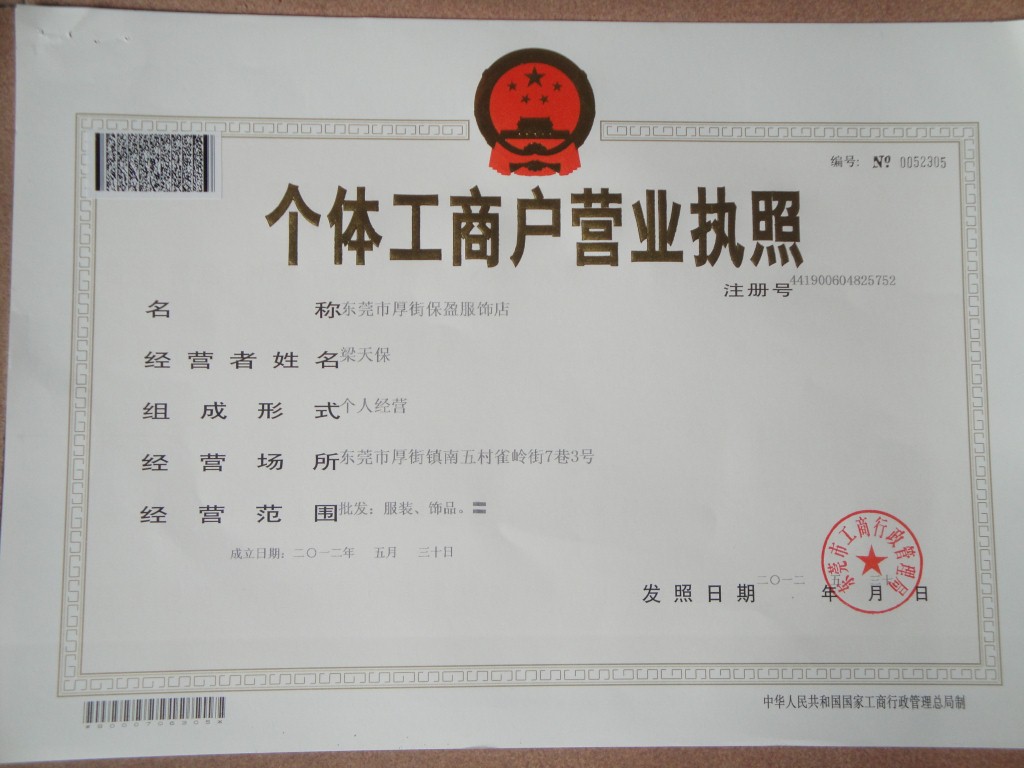 编号: № 0052305
个体工商户营业执照
注册号 441900604825752
名称 东莞市厚街保盈服饰店
经营者姓名 梁天保
组成形式 个人经营
经营场所 东莞市厚街镇南五村雀岭街7巷3号
经营范围 批发：服装、饰品。
成立日期：二〇一二年 五月 三十日
东莞市工商行政管理局
发照日期 二〇一二年 五月 三十日
中华人民共和国国家工商行政管理总局制